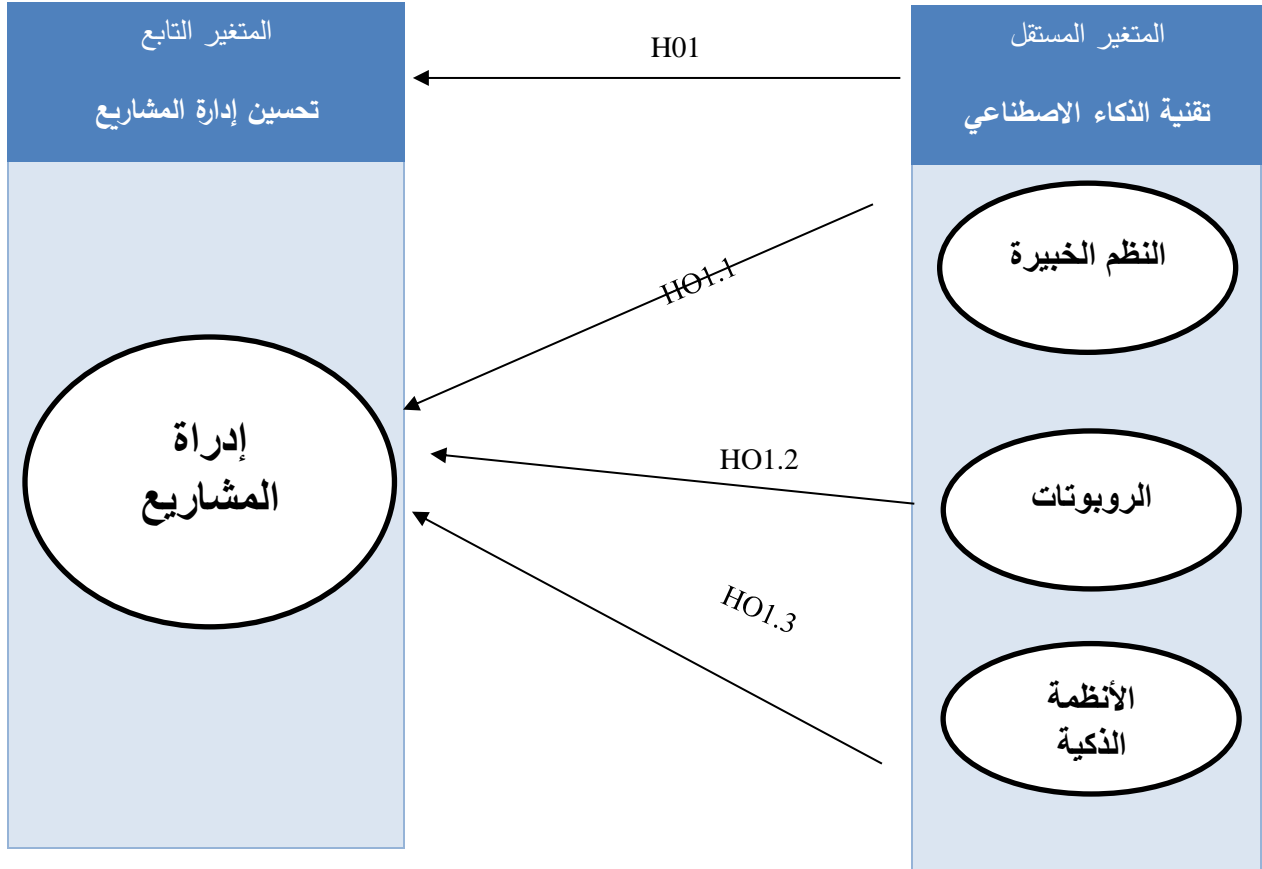 المتغير المستقل
تقنية الذكاء الاصطناعي
النظم الخبيرة
الروبوتات
الأنظمة
الذكية
H01
HO1.1
HO1.2
HO1.3
المتغير التابع
تحسين إدارة المشاريع
إدراة
المشاريع